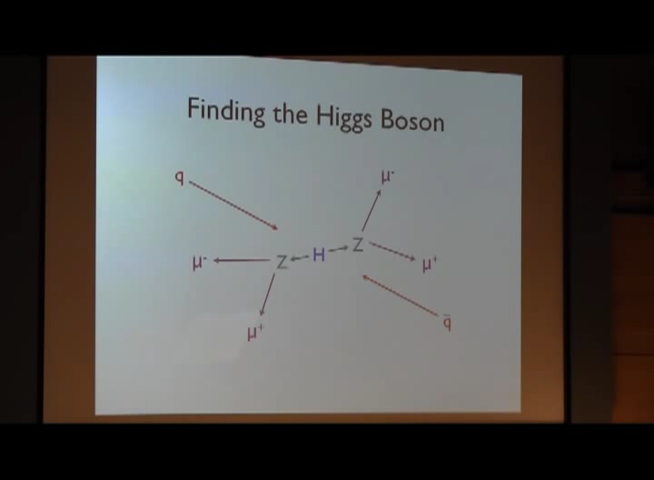 Finding the Higgs Boson
q
μ-
Z
H
Z
μ-
μ+
μ+
q̄